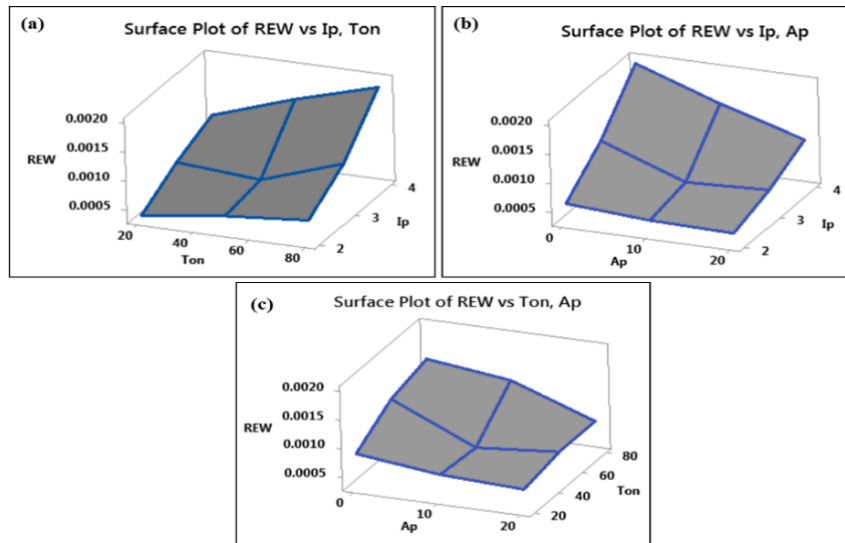 (a)
Surface Plot of REW vs Ip, Ton
0.0020
0.0015
REW
0.0010
0.0005
20
40
60
80
Ton
2
3
4
Ip
(b)
Surface Plot of REW vs Ip, Ap
0.0020
0.0015
REW
0.0010
0.0005
0
10
20
Ap
2
3
4
Ip
(c)
Surface Plot of REW vs Ton, Ap
0.0020
0.0015
REW
0.0010
0.0005
0
10
20
Ap
20
40
60
80
Ton